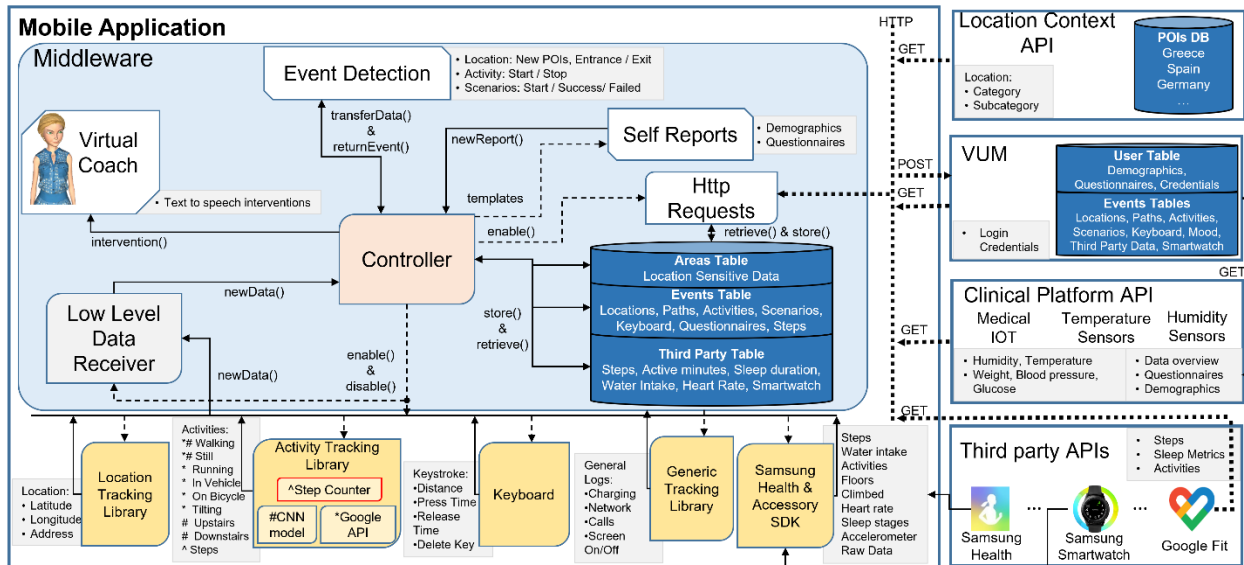 Mobile Application
Middleware
Event Detection
• Location: New POIs, Entrance / Exit
• Activity: Start / Stop
• Scenarios: Start / Success/ Failed
Virtual
Coach
• Text to speech interventions
transferData()
&
returnEvent()
newReport()
Self Reports
• Demographics
• Questionnaires
templates
enable()
Http
Requests
retrieve() & store()
intervention()
Controller
newData()
Low Level
Data
Receiver
newData()
enable()
&
disable()
store()
&
retrieve()
Areas Table
Location Sensitive Data
Events Table
Locations, Paths, Activities, Scenarios,
Keyboard, Questionnaires, Steps
Third Party Table
Steps, Active minutes, Sleep duration,
Water Intake, Heart Rate, Smartwatch
Location:
• Latitude
• Longitude
• Address
Location
Tracking
Library
Activities:
*# Walking
*# Still
* Running
* In Vehicle
* On Bicycle
* Tilting
# Upstairs
# Downstairs
^ Steps
Activity Tracking
Library
^Step Counter
#CNN
model
*Google
API
Keystroke:
•Distance
•Press Time
•Release
Time
•Delete Key
Keyboard
General
Logs:
•Charging
•Network
•Calls
•Screen
On/Off
Generic
Tracking
Library
Samsung
Health &
Accessory
SDK
Steps
Water intake
Activities
Floors
Climbed
Heart rate
Sleep stages
Accelerometer
Raw Data
HTTP
GET
POST
GET
GET
GET
GET
Location Context
API
Location:
• Category
• Subcategory
POIs DB
Greece
Spain
Germany
...
VUM
• Login
Credentials
User Table
Demographics,
Questionnaires, Credentials
Events Tables
Locations, Paths, Activities,
Scenarios, Keyboard, Mood,
Third Party Data, Smartwatch
Clinical Platform API
Medical
IOT
Temperature
Sensors
Humidity
Sensors
• Humidity, Temperature
• Weight, Blood pressure,
Glucose
• Data overview
• Questionnaires
• Demographics
Third party APIs
• Steps
• Sleep Metrics
• Activities
Samsung
Health
...
Samsung
Smartwatch
...
Google Fit